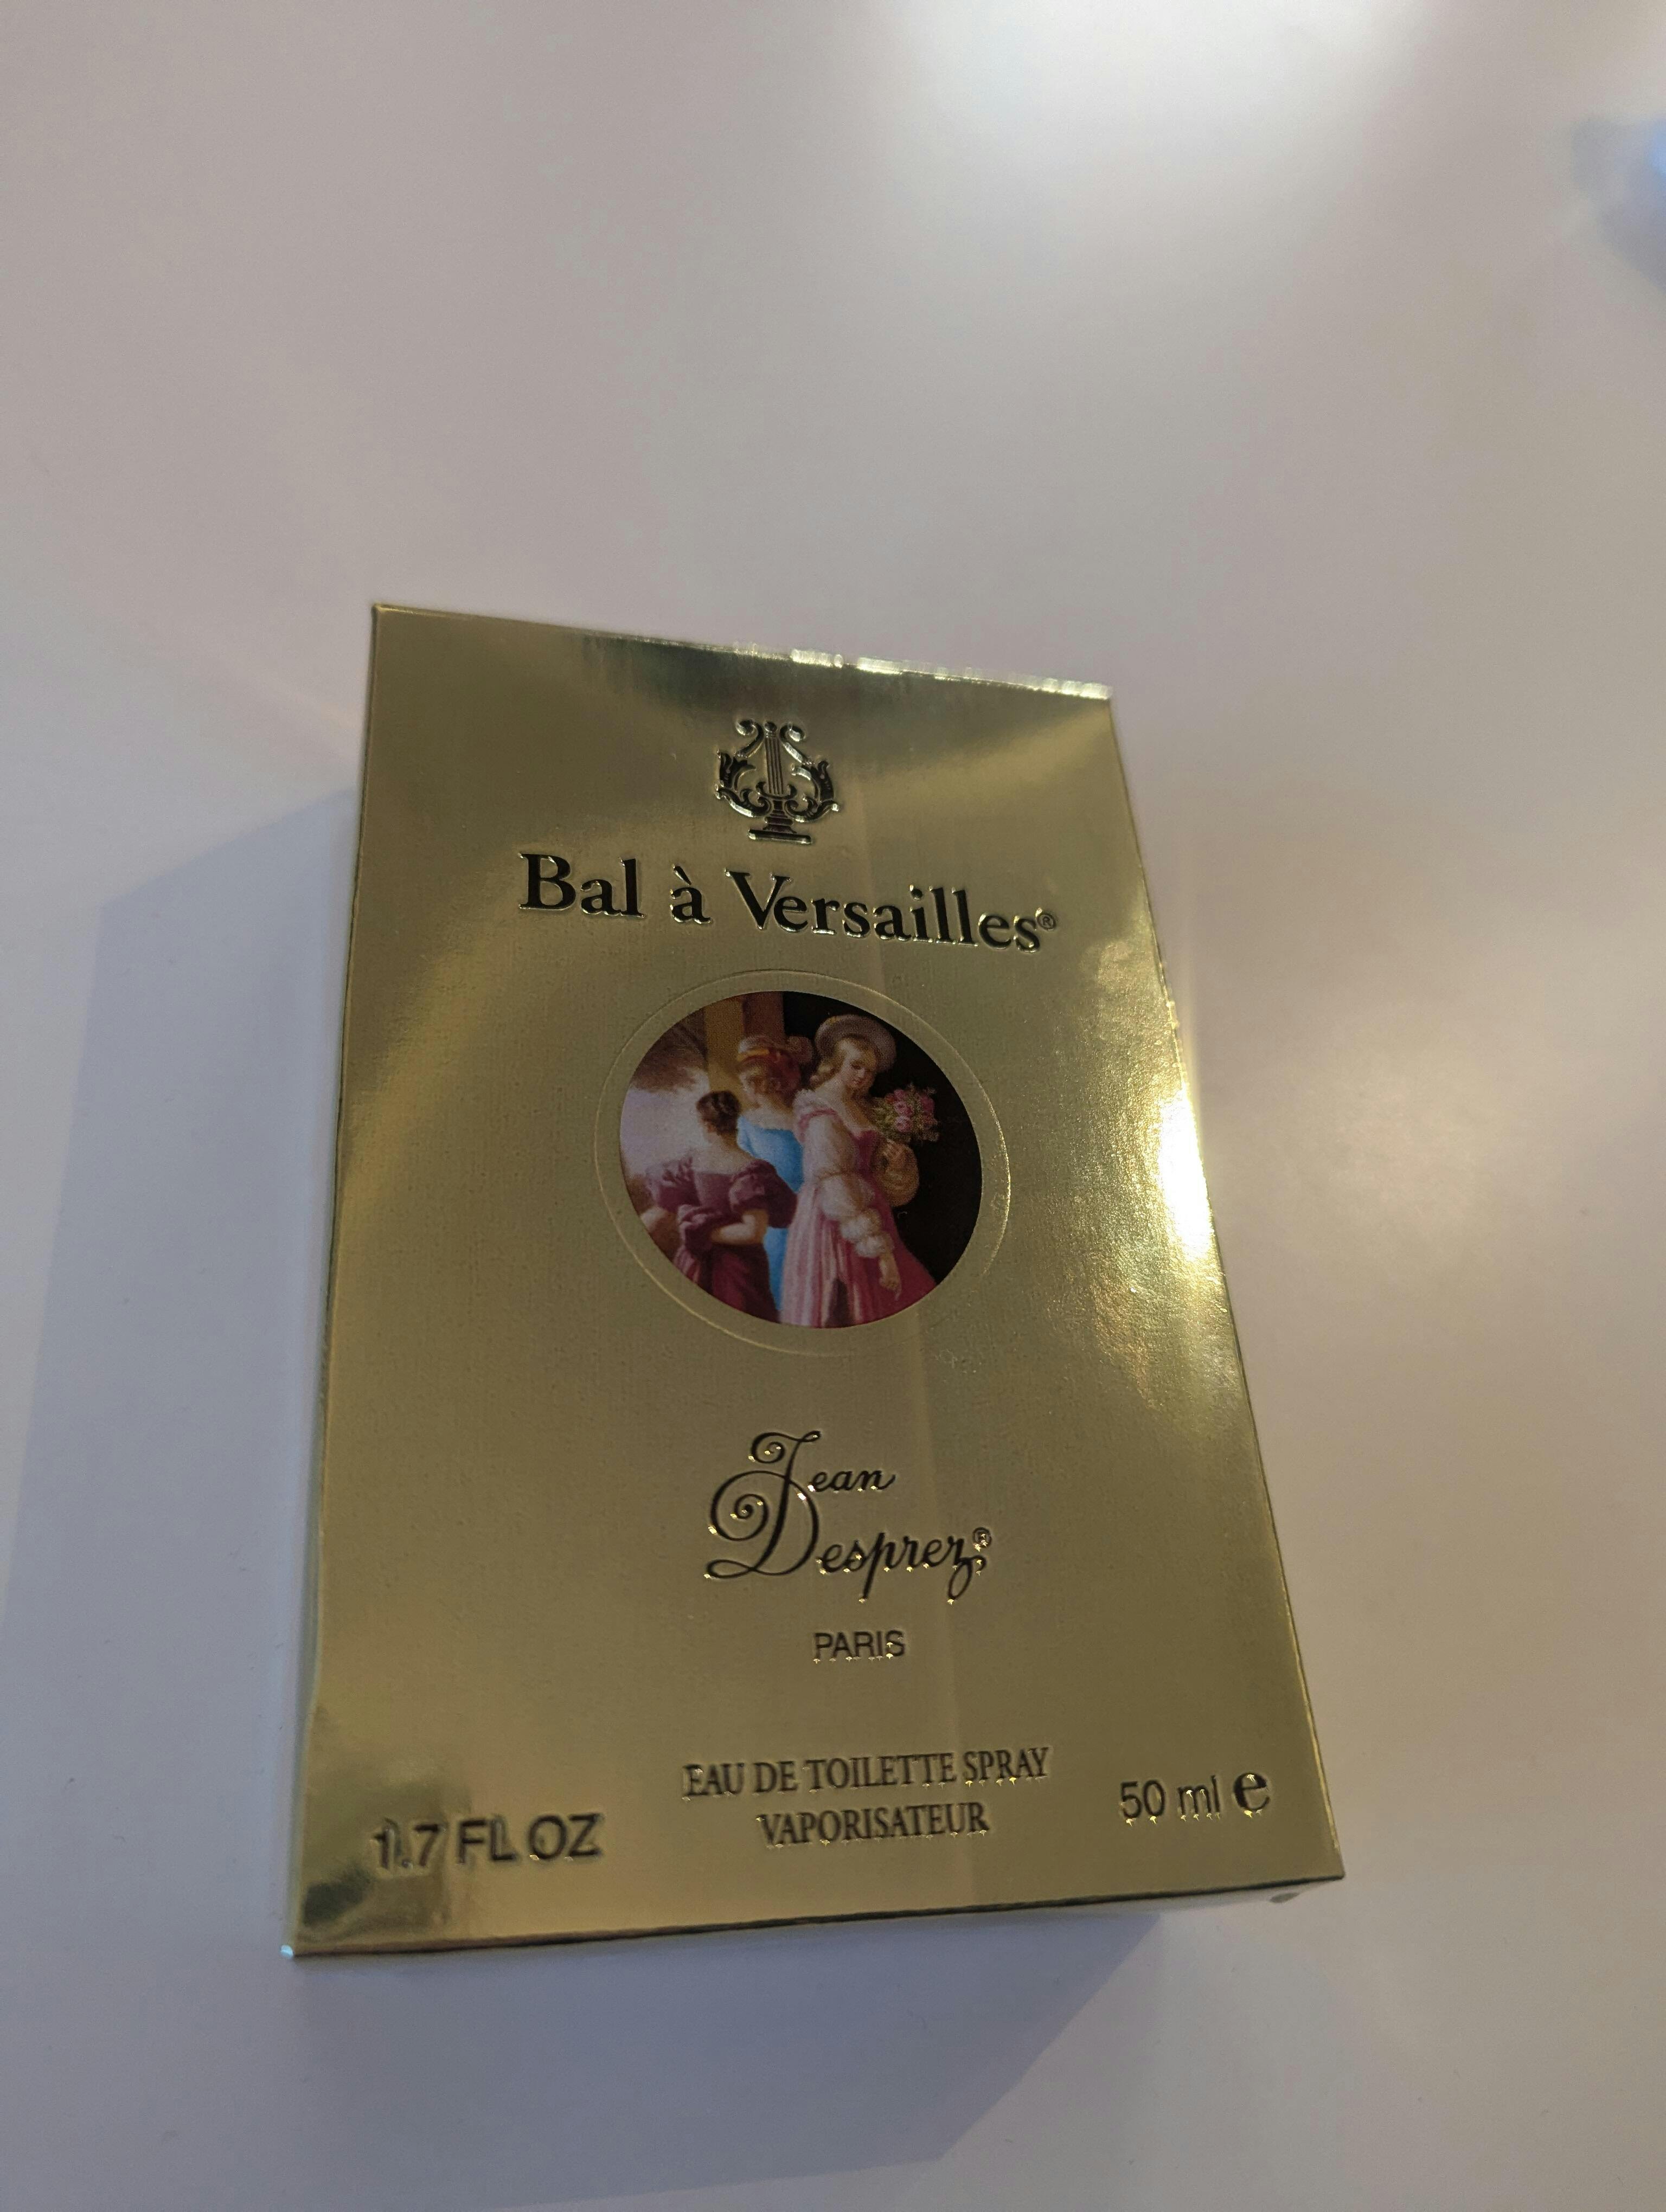 Bal à Versailles®
Jean
Desprez®
PARIS
EAU DE TOILETTE SPRAY
VAPORISATEUR
1.7 FL OZ
50 ml e